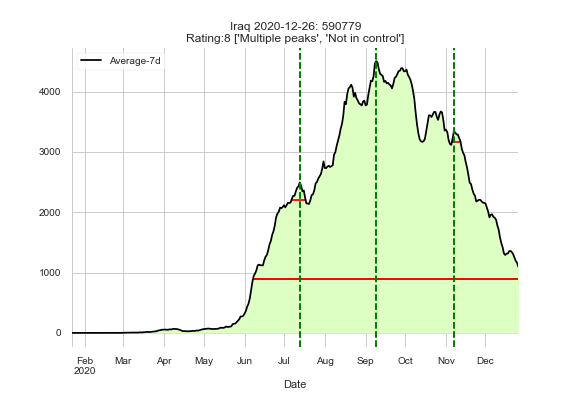 Iraq 2020-12-26: 590779
Rating:8 ['Multiple peaks', 'Not in control']
Average-7d
4000
3000
2000
1000
0
Feb Mar Apr May Jun Jul Aug Sep Oct Nov Dec
2020
Date